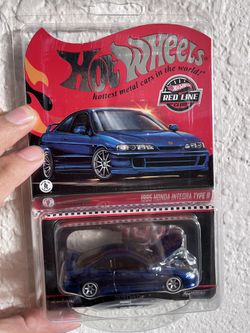 Hot Wheels
hottest metal cars in the world!
RED LINE
CLUB
1995 HONDA INTEGRA TYPE R